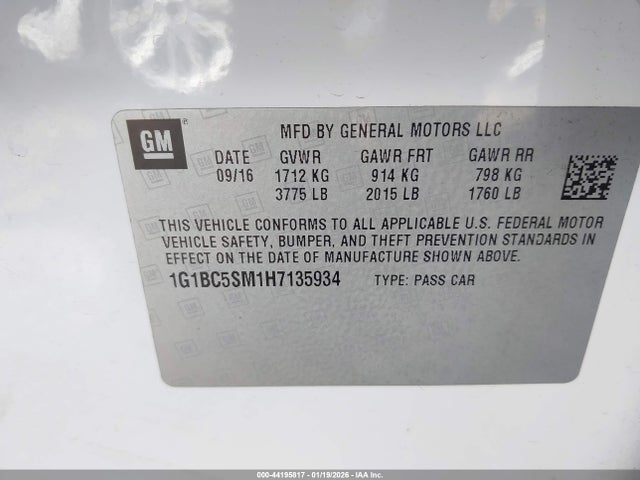 GM
MFD BY GENERAL MOTORS LLC
DATE GVWR GAWR FRT GAWR RR
09/16 1712 KG 914 KG 798 KG
3775 LB 2015 LB 1760 LB
THIS VEHICLE CONFORMS TO ALL APPLICABLE U.S. FEDERAL MOTOR
VEHICLE SAFETY, BUMPER, AND THEFT PREVENTION STANDARDS IN
EFFECT ON THE DATE OF MANUFACTURE SHOWN ABOVE.
1G1BC5SM1H7135934 TYPE: PASS CAR
000-44195817 - 01/19/2026 - IAAI.CA